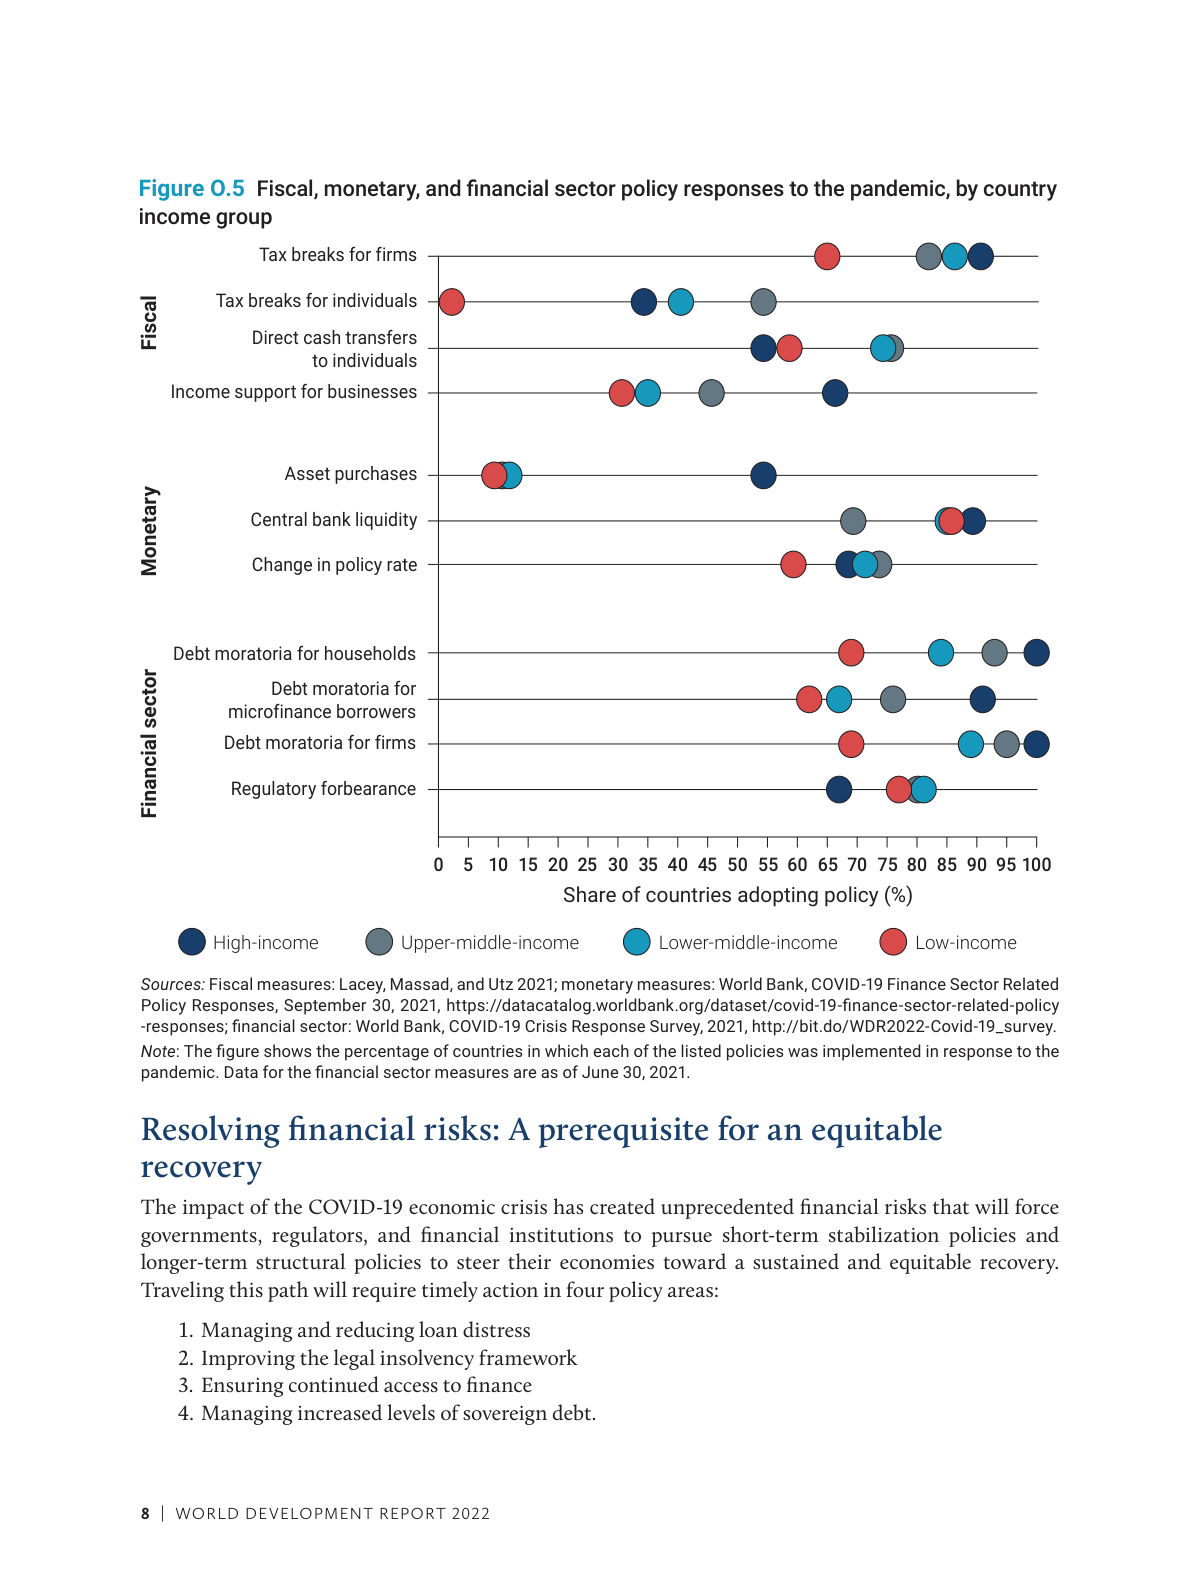 Figure O.5 Fiscal, monetary, and financial sector policy responses to the pandemic, by country
income group
Fiscal
Tax breaks for firms
Tax breaks for individuals
Direct cash transfers
to individuals
Income support for businesses
Monetary
Asset purchases
Central bank liquidity
Change in policy rate
Financial sector
Debt moratoria for households
Debt moratoria for
microfinance borrowers
Debt moratoria for firms
Regulatory forbearance
0 5 10 15 20 25 30 35 40 45 50 55 60 65 70 75 80 85 90 95 100
Share of countries adopting policy (%)
High-income Upper-middle-income Lower-middle-income Low-income
Sources: Fiscal measures: Lacey, Massad, and Utz 2021; monetary measures: World Bank, COVID-19 Finance Sector Related
Policy Responses, September 30, 2021, https://datacatalog.worldbank.org/dataset/covid-19-finance-sector-related-policy
-responses; financial sector: World Bank, COVID-19 Crisis Response Survey, 2021, http://bit.do/WDR2022-Covid-19_survey.
Note: The figure shows the percentage of countries in which each of the listed policies was implemented in response to the
pandemic. Data for the financial sector measures are as of June 30, 2021.
Resolving financial risks: A prerequisite for an equitable
recovery
The impact of the COVID-19 economic crisis has created unprecedented financial risks that will force
governments, regulators, and financial institutions to pursue short-term stabilization policies and
longer-term structural policies to steer their economies toward a sustained and equitable recovery.
Traveling this path will require timely action in four policy areas:
1. Managing and reducing loan distress
2. Improving the legal insolvency framework
3. Ensuring continued access to finance
4. Managing increased levels of sovereign debt.
8 | WORLD DEVELOPMENT REPORT 2022